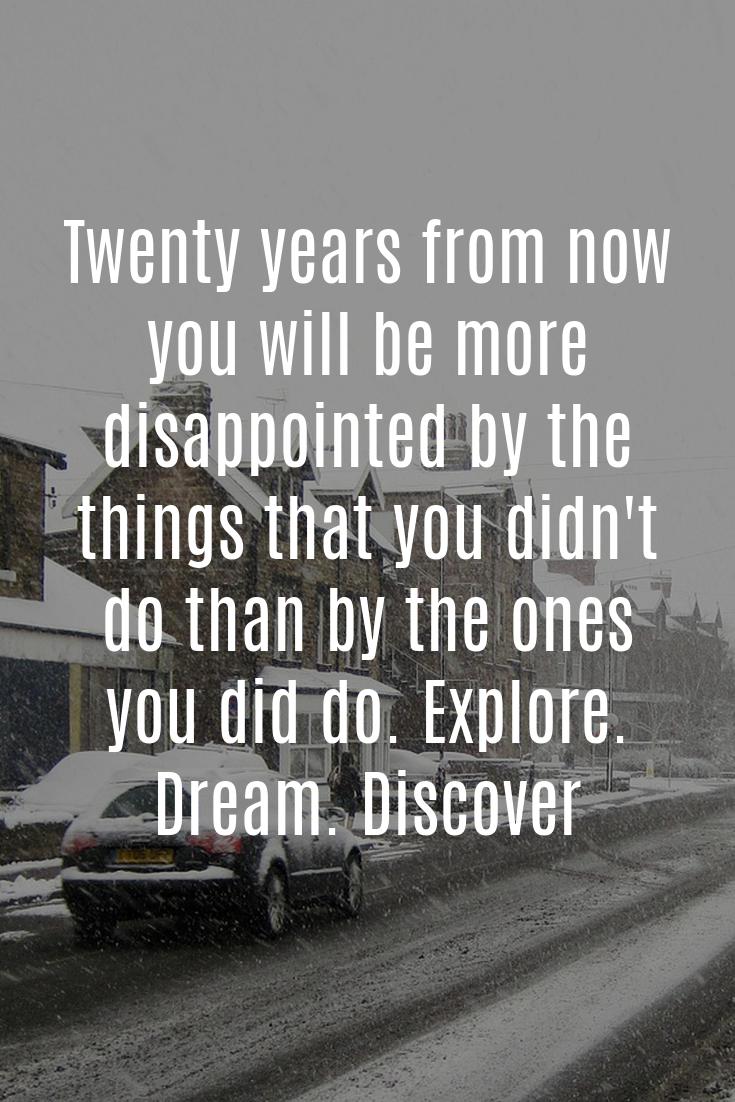 Twenty years from now
you will be more
disappointed by the
things that you didn't
do than by the ones
you did do. Explore.
Dream. Discover